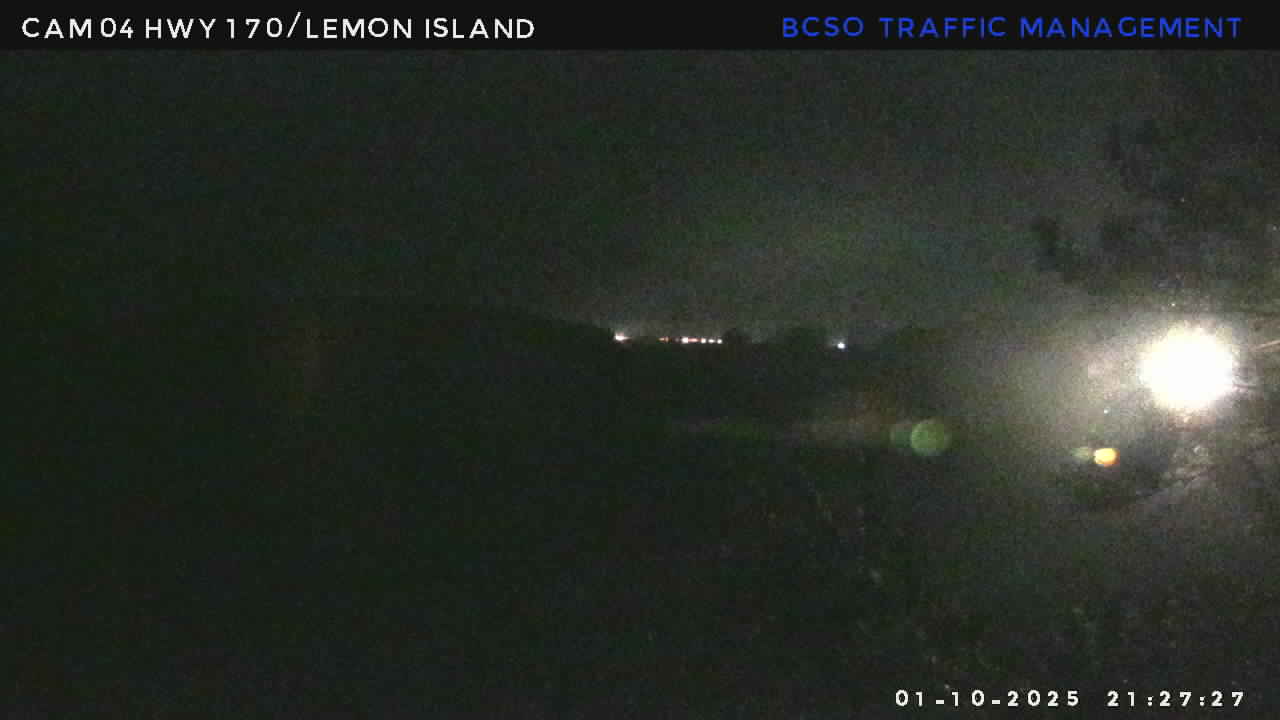 CAM04 HWY 170/LEMON ISLAND
BCSO TRAFFIC MANAGEMENT
01-10-2025 21:27:27